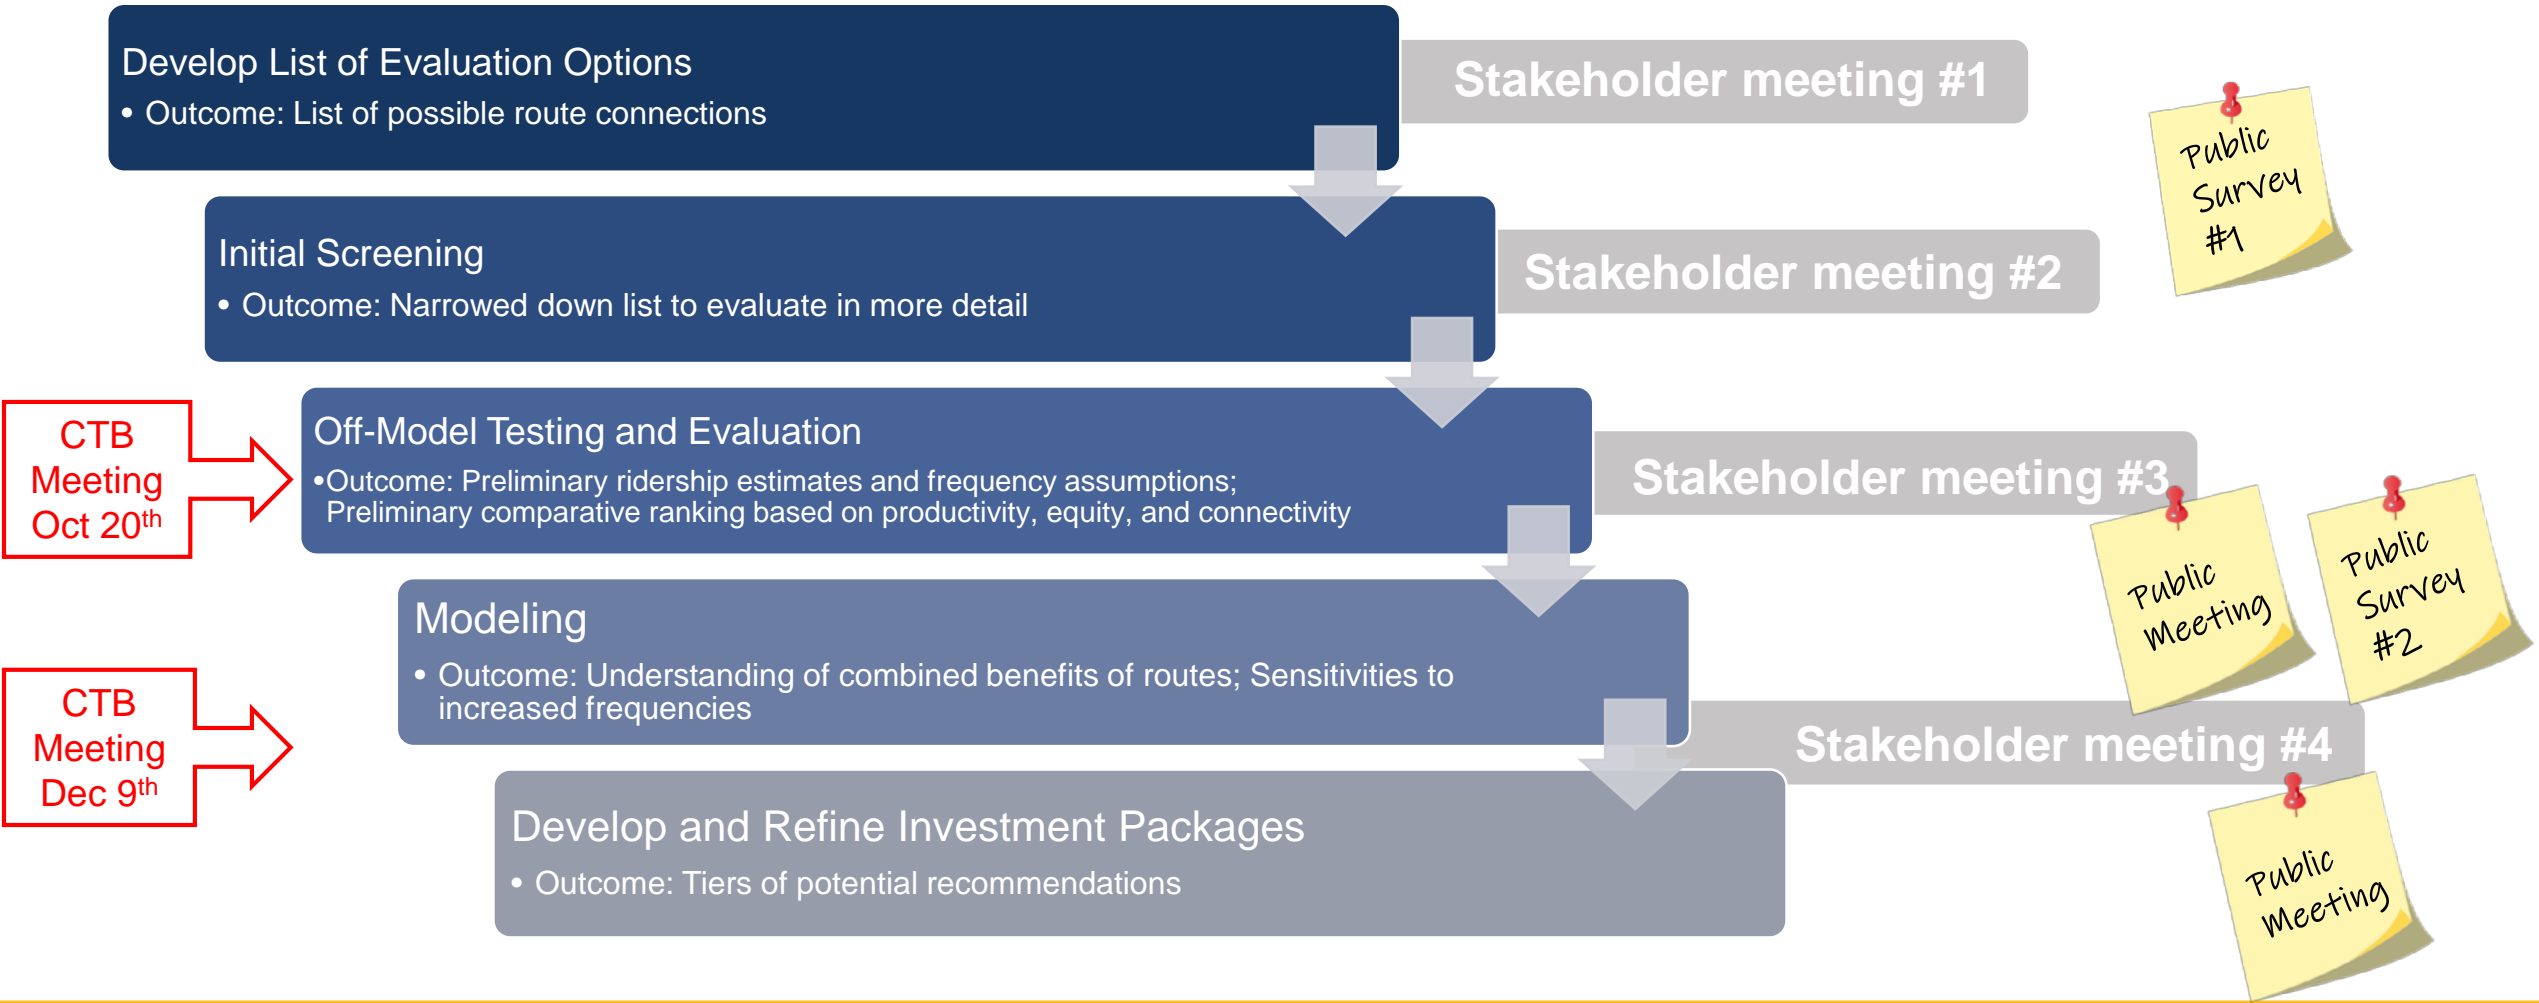 Develop List of Evaluation Options
• Outcome: List of possible route connections
Stakeholder meeting #1
Public
Survey
#1
Initial Screening
• Outcome: Narrowed down list to evaluate in more detail
Stakeholder meeting #2
CTB
Meeting
Oct 20th
Off-Model Testing and Evaluation
•Outcome: Preliminary ridership estimates and frequency assumptions;
Preliminary comparative ranking based on productivity, equity, and connectivity
Stakeholder meeting #3
Public
Meeting
Public
Survey
#2
Modeling
• Outcome: Understanding of combined benefits of routes; Sensitivities to
increased frequencies
CTB
Meeting
Dec 9th
Stakeholder meeting #4
Develop and Refine Investment Packages
• Outcome: Tiers of potential recommendations
Public
Meeting